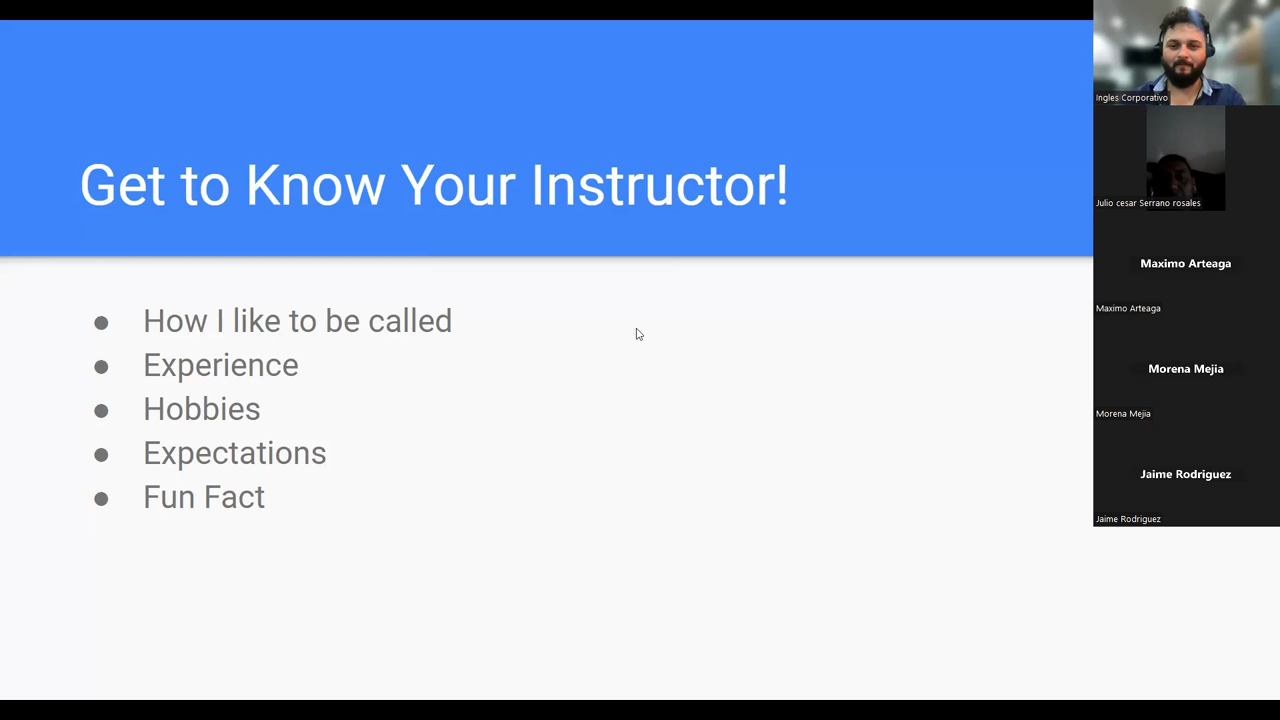 Get to Know Your Instructor!
How I like to be called
Experience
Hobbies
Expectations
Fun Fact
Ingles Corporativo
Julio cesar Serrano rosales
Maximo Arteaga
Maximo Arteaga
Morena Mejia
Morena Mejia
Jaime Rodriguez
Jaime Rodriguez